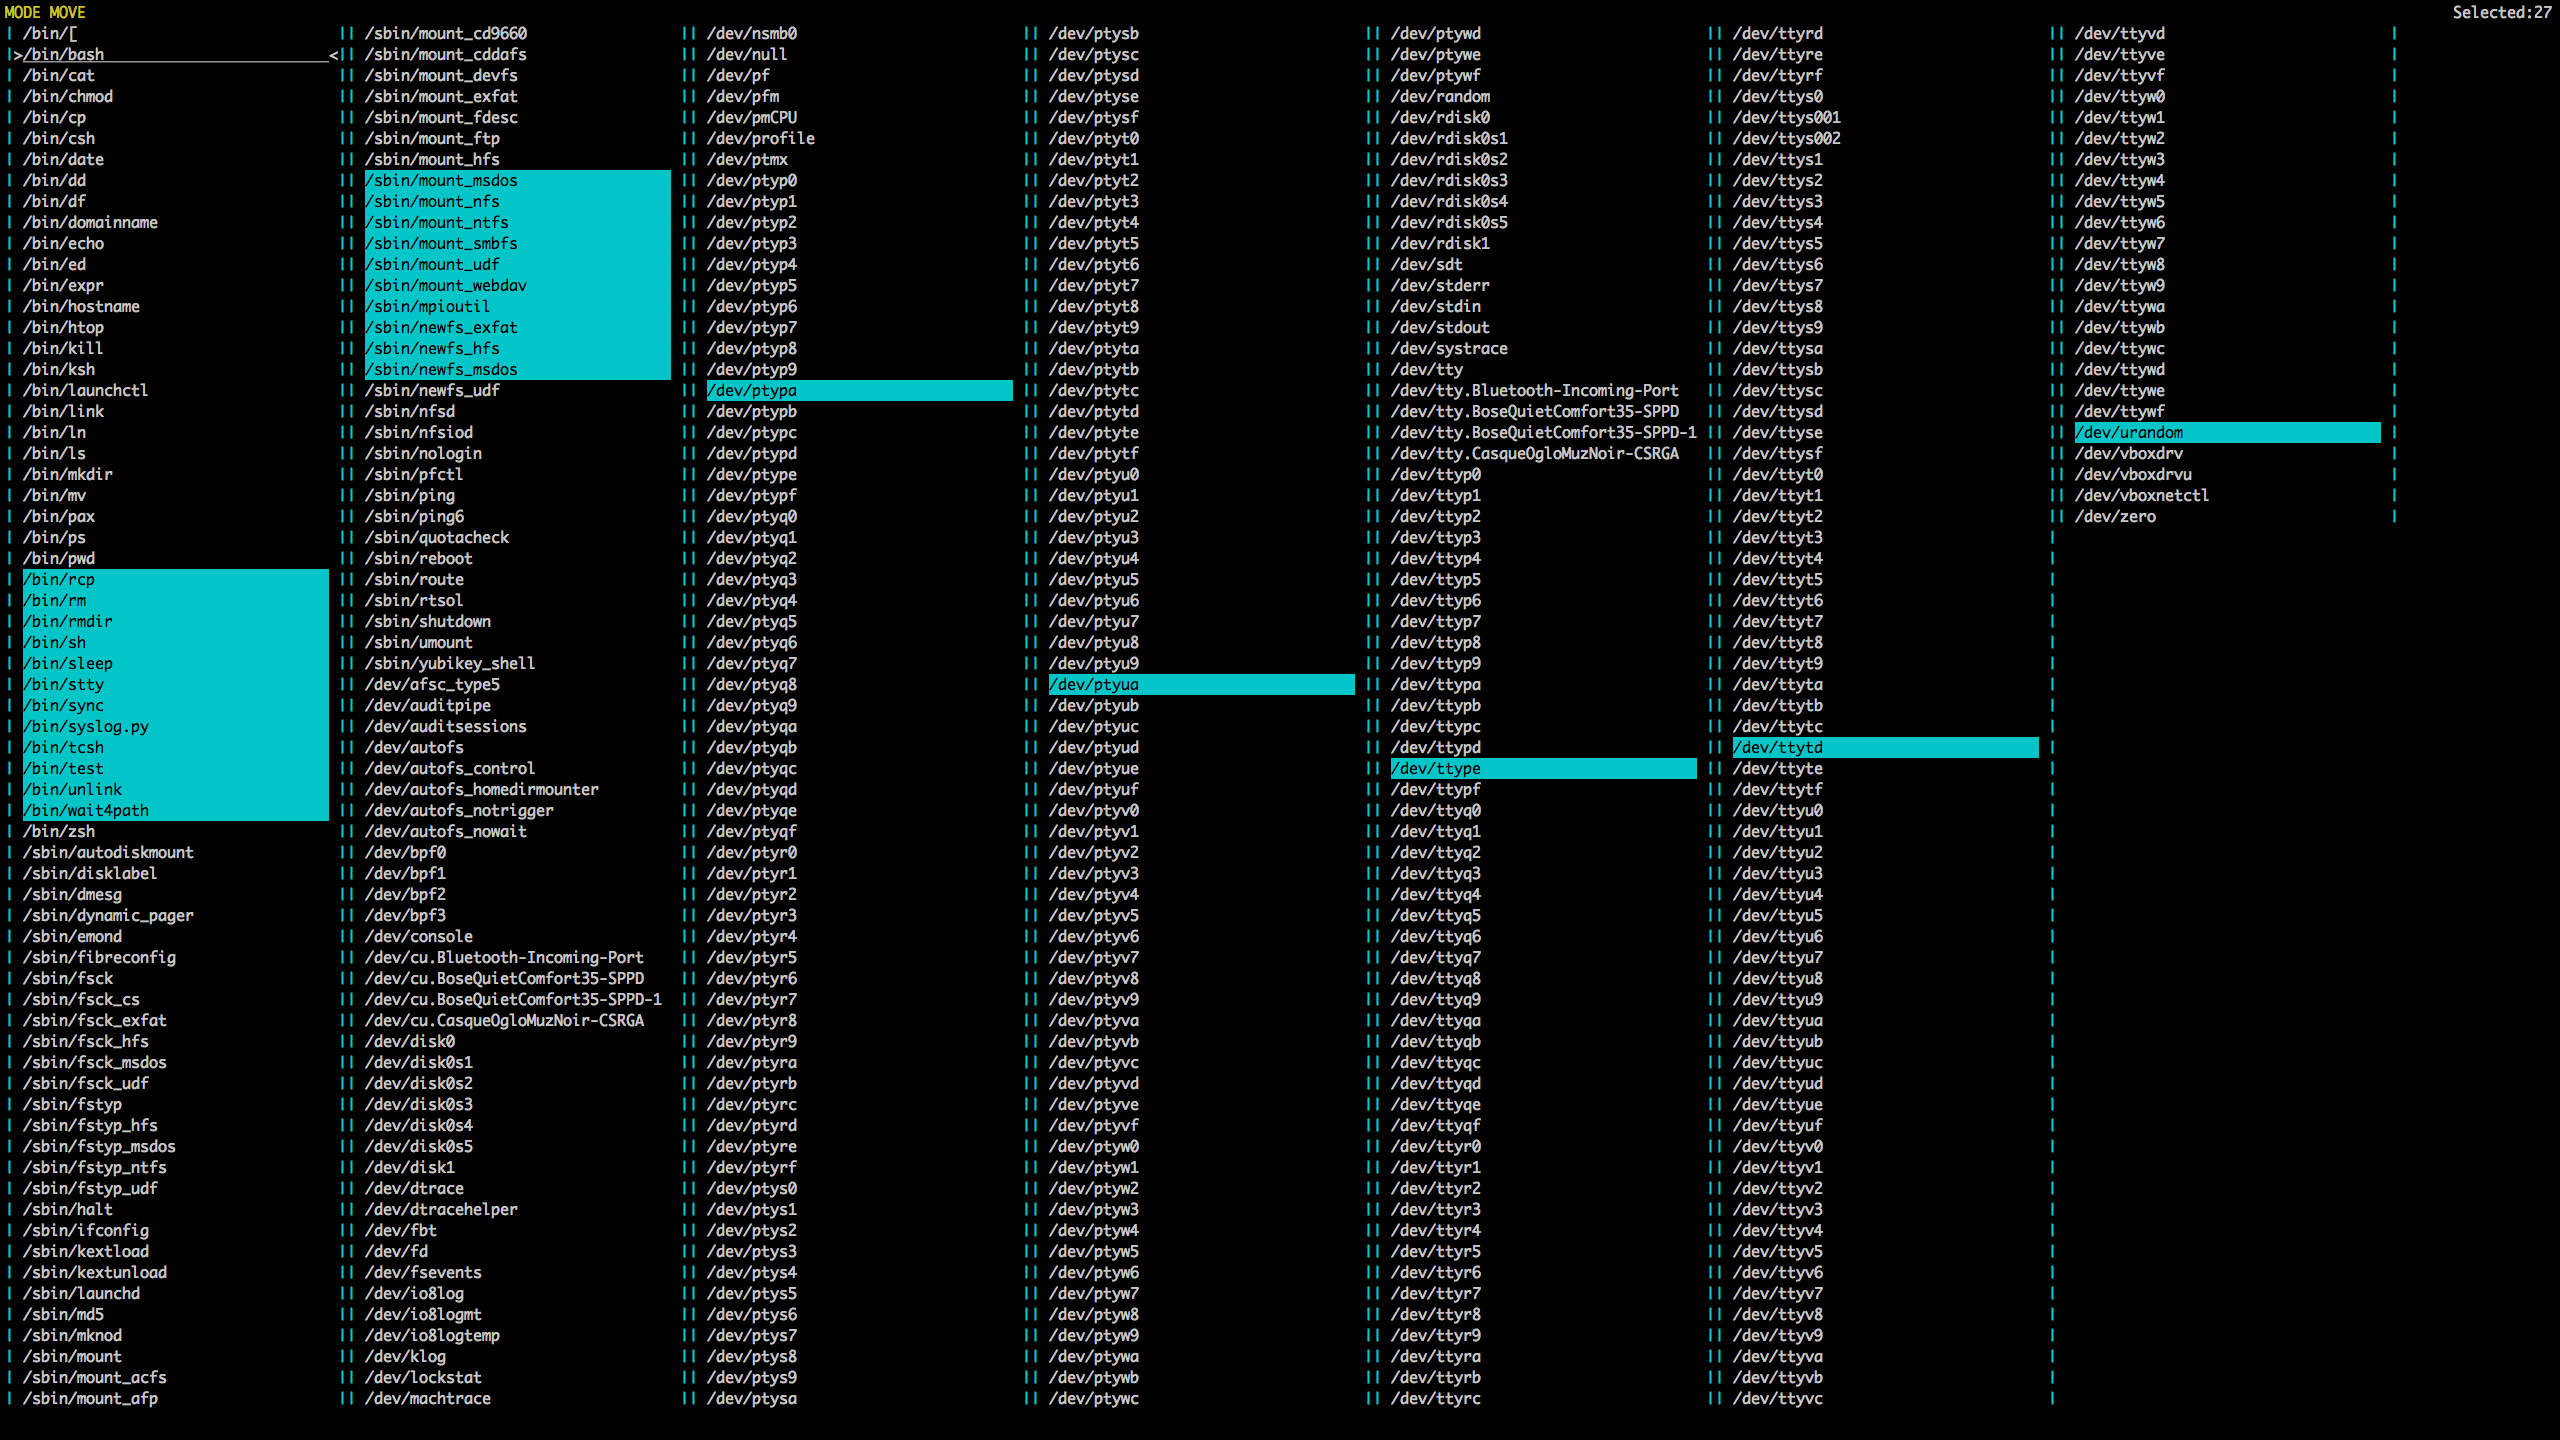 MODE MOVE
Selected:27
/bin/[
>/bin/bash<
/bin/cat
/bin/chmod
/bin/cp
/bin/csh
/bin/date
/bin/dd
/bin/df
/bin/domainname
/bin/echo
/bin/ed
/bin/expr
/bin/hostname
/bin/htop
/bin/kill
/bin/ksh
/bin/launchctl
/bin/link
/bin/ln
/bin/ls
/bin/mkdir
/bin/mv
/bin/pax
/bin/ps
/bin/pwd
/bin/rcp
/bin/rm
/bin/rmdir
/bin/sh
/bin/sleep
/bin/stty
/bin/sync
/bin/syslog.py
/bin/tcsh
/bin/test
/bin/unlink
/bin/wait4path
/bin/zsh
/sbin/autodiskmount
/sbin/disklabel
/sbin/dmesg
/sbin/dynamic_pager
/sbin/emond
/sbin/fibreconfig
/sbin/fsck
/sbin/fsck_cs
/sbin/fsck_exfat
/sbin/fsck_hfs
/sbin/fsck_msdos
/sbin/fsck_udf
/sbin/fstyp
/sbin/fstyp_hfs
/sbin/fstyp_msdos
/sbin/fstyp_ntfs
/sbin/fstyp_udf
/sbin/halt
/sbin/ifconfig
/sbin/kextload
/sbin/kextunload
/sbin/launchd
/sbin/md5
/sbin/mknod
/sbin/mount
/sbin/mount_acfs
/sbin/mount_afp
/sbin/mount_cd9660
/sbin/mount_cddafs
/sbin/mount_devfs
/sbin/mount_exfat
/sbin/mount_fdesc
/sbin/mount_ftp
/sbin/mount_hfs
/sbin/mount_msdos
/sbin/mount_nfs
/sbin/mount_ntfs
/sbin/mount_smbfs
/sbin/mount_udf
/sbin/mount_webdav
/sbin/mpioutil
/sbin/newfs_exfat
/sbin/newfs_hfs
/sbin/newfs_msdos
/sbin/newfs_udf
/sbin/nfsd
/sbin/nfsiod
/sbin/nologin
/sbin/pfctl
/sbin/ping
/sbin/ping6
/sbin/quotacheck
/sbin/reboot
/sbin/route
/sbin/rtsol
/sbin/shutdown
/sbin/umount
/sbin/yubikey_shell
/dev/afsc_type5
/dev/auditpipe
/dev/auditsessions
/dev/autofs
/dev/autofs_control
/dev/autofs_homedirmounter
/dev/autofs_notrigger
/dev/autofs_nowait
/dev/bpf0
/dev/bpf1
/dev/bpf2
/dev/bpf3
/dev/console
/dev/cu.Bluetooth-Incoming-Port
/dev/cu.BoseQuietComfort35-SPPD
/dev/cu.BoseQuietComfort35-SPPD-1
/dev/cu.CasqueOgloMuzNoir-CSRGA
/dev/disk0
/dev/disk0s1
/dev/disk0s2
/dev/disk0s3
/dev/disk0s4
/dev/disk0s5
/dev/disk1
/dev/dtrace
/dev/dtracehelper
/dev/fbt
/dev/fd
/dev/fsevents
/dev/io8log
/dev/io8logmt
/dev/io8logtemp
/dev/klog
/dev/lockstat
/dev/machtrace
/dev/nsmb0
/dev/null
/dev/pf
/dev/pfm
/dev/pmCPU
/dev/profile
/dev/ptmx
/dev/ptyp0
/dev/ptyp1
/dev/ptyp2
/dev/ptyp3
/dev/ptyp4
/dev/ptyp5
/dev/ptyp6
/dev/ptyp7
/dev/ptyp8
/dev/ptyp9
/dev/ptypa
/dev/ptypb
/dev/ptypc
/dev/ptypd
/dev/ptype
/dev/ptypf
/dev/ptyq0
/dev/ptyq1
/dev/ptyq2
/dev/ptyq3
/dev/ptyq4
/dev/ptyq5
/dev/ptyq6
/dev/ptyq7
/dev/ptyq8
/dev/ptyq9
/dev/ptyqa
/dev/ptyqb
/dev/ptyqc
/dev/ptyqd
/dev/ptyqe
/dev/ptyqf
/dev/ptyr0
/dev/ptyr1
/dev/ptyr2
/dev/ptyr3
/dev/ptyr4
/dev/ptyr5
/dev/ptyr6
/dev/ptyr7
/dev/ptyr8
/dev/ptyr9
/dev/ptyra
/dev/ptyrb
/dev/ptyrc
/dev/ptyrd
/dev/ptyre
/dev/ptyrf
/dev/ptys0
/dev/ptys1
/dev/ptys2
/dev/ptys3
/dev/ptys4
/dev/ptys5
/dev/ptys6
/dev/ptys7
/dev/ptys8
/dev/ptys9
/dev/ptysa
/dev/ptysb
/dev/ptysc
/dev/ptysd
/dev/ptyse
/dev/ptysf
/dev/ptyt0
/dev/ptyt1
/dev/ptyt2
/dev/ptyt3
/dev/ptyt4
/dev/ptyt5
/dev/ptyt6
/dev/ptyt7
/dev/ptyt8
/dev/ptyt9
/dev/ptyta
/dev/ptytb
/dev/ptytc
/dev/ptytd
/dev/ptyte
/dev/ptytf
/dev/ptyu0
/dev/ptyu1
/dev/ptyu2
/dev/ptyu3
/dev/ptyu4
/dev/ptyu5
/dev/ptyu6
/dev/ptyu7
/dev/ptyu8
/dev/ptyu9
/dev/ptyua
/dev/ptyub
/dev/ptyuc
/dev/ptyud
/dev/ptyue
/dev/ptyuf
/dev/ptyv0
/dev/ptyv1
/dev/ptyv2
/dev/ptyv3
/dev/ptyv4
/dev/ptyv5
/dev/ptyv6
/dev/ptyv7
/dev/ptyv8
/dev/ptyv9
/dev/ptyva
/dev/ptyvb
/dev/ptyvc
/dev/ptyvd
/dev/ptyve
/dev/ptyvf
/dev/ptyw0
/dev/ptyw1
/dev/ptyw2
/dev/ptyw3
/dev/ptyw4
/dev/ptyw5
/dev/ptyw6
/dev/ptyw7
/dev/ptyw8
/dev/ptyw9
/dev/ptywa
/dev/ptywb
/dev/ptywc
/dev/ptywd
/dev/ptywe
/dev/ptywf
/dev/random
/dev/rdisk0
/dev/rdisk0s1
/dev/rdisk0s2
/dev/rdisk0s3
/dev/rdisk0s4
/dev/rdisk0s5
/dev/rdisk1
/dev/sdt
/dev/stderr
/dev/stdin
/dev/stdout
/dev/systrace
/dev/tty
/dev/tty.Bluetooth-Incoming-Port
/dev/tty.BoseQuietComfort35-SPPD
/dev/tty.BoseQuietComfort35-SPPD-1
/dev/tty.CasqueOgloMuzNoir-CSRGA
/dev/ttyp0
/dev/ttyp1
/dev/ttyp2
/dev/ttyp3
/dev/ttyp4
/dev/ttyp5
/dev/ttyp6
/dev/ttyp7
/dev/ttyp8
/dev/ttyp9
/dev/ttypa
/dev/ttypb
/dev/ttypc
/dev/ttypd
/dev/ttype
/dev/ttypf
/dev/ttyq0
/dev/ttyq1
/dev/ttyq2
/dev/ttyq3
/dev/ttyq4
/dev/ttyq5
/dev/ttyq6
/dev/ttyq7
/dev/ttyq8
/dev/ttyq9
/dev/ttyqa
/dev/ttyqb
/dev/ttyqc
/dev/ttyqd
/dev/ttyqe
/dev/ttyqf
/dev/ttyr0
/dev/ttyr1
/dev/ttyr2
/dev/ttyr3
/dev/ttyr4
/dev/ttyr5
/dev/ttyr6
/dev/ttyr7
/dev/ttyr8
/dev/ttyr9
/dev/ttyra
/dev/ttyrb
/dev/ttyrc
/dev/ttyrd
/dev/ttyre
/dev/ttyrf
/dev/ttys0
/dev/ttys001
/dev/ttys002
/dev/ttys1
/dev/ttys2
/dev/ttys3
/dev/ttys4
/dev/ttys5
/dev/ttys6
/dev/ttys7
/dev/ttys8
/dev/ttys9
/dev/ttysa
/dev/ttysb
/dev/ttysc
/dev/ttysd
/dev/ttyse
/dev/ttysf
/dev/ttyt0
/dev/ttyt1
/dev/ttyt2
/dev/ttyt3
/dev/ttyt4
/dev/ttyt5
/dev/ttyt6
/dev/ttyt7
/dev/ttyt8
/dev/ttyt9
/dev/ttyta
/dev/ttytb
/dev/ttytc
/dev/ttytd
/dev/ttyte
/dev/ttytf
/dev/ttyu0
/dev/ttyu1
/dev/ttyu2
/dev/ttyu3
/dev/ttyu4
/dev/ttyu5
/dev/ttyu6
/dev/ttyu7
/dev/ttyu8
/dev/ttyu9
/dev/ttyua
/dev/ttyub
/dev/ttyuc
/dev/ttyud
/dev/ttyue
/dev/ttyuf
/dev/ttyv0
/dev/ttyv1
/dev/ttyv2
/dev/ttyv3
/dev/ttyv4
/dev/ttyv5
/dev/ttyv6
/dev/ttyv7
/dev/ttyv8
/dev/ttyv9
/dev/ttyva
/dev/ttyvb
/dev/ttyvc
/dev/ttyvd
/dev/ttyve
/dev/ttyvf
/dev/ttyw0
/dev/ttyw1
/dev/ttyw2
/dev/ttyw3
/dev/ttyw4
/dev/ttyw5
/dev/ttyw6
/dev/ttyw7
/dev/ttyw8
/dev/ttyw9
/dev/ttywa
/dev/ttywb
/dev/ttywc
/dev/ttywd
/dev/ttywe
/dev/ttywf
/dev/urandom
/dev/vboxdrv
/dev/vboxdrvu
/dev/vboxnetctl
/dev/zero